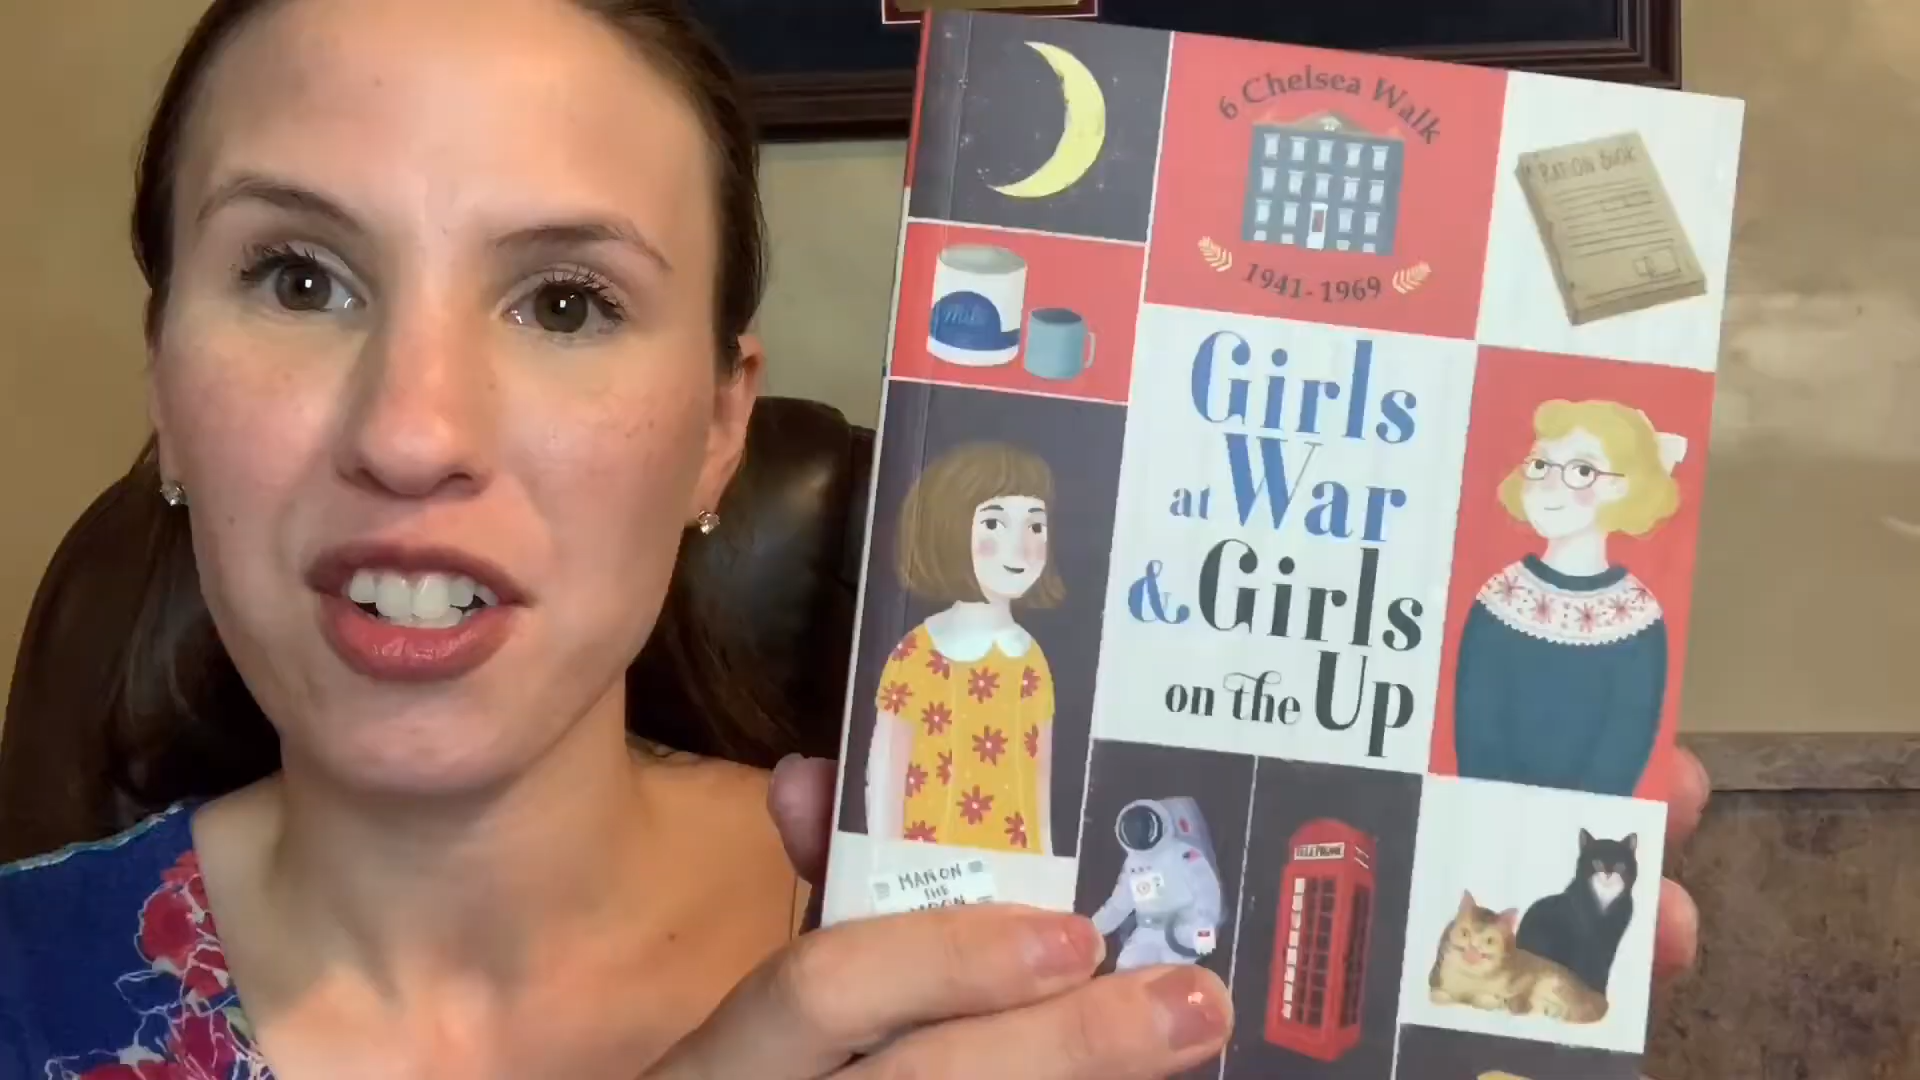 6 Chelsea Walk
1941-1969
RATION BOOK
Milk
Girls
at War
& Girls
on the Up
MAN ON
THE
MOON
TELEPHONE